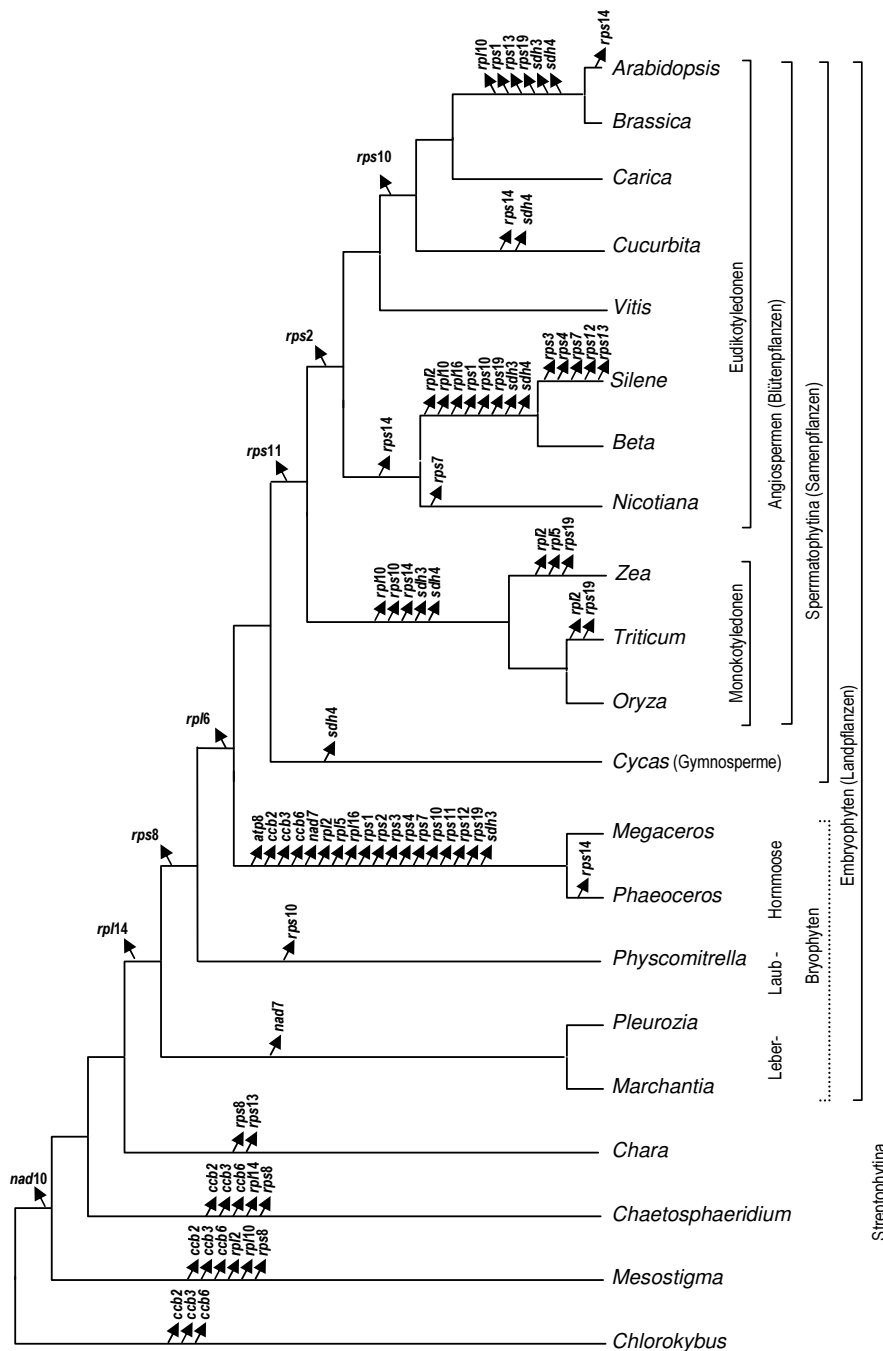 rps14
rpl10
rps1
rps13
rps19
sdh3
sdh4
Arabidopsis
Brassica
rps10
Carica
rps14
sdh4
Cucurbita
Vitis
rps2
rpl2
rpl10
rpl16
rps1
rps10
rps19
sdh3
sdh4
rps3
rps4
rps7
rps12
rps13
Silene
Beta
rps11
rps14
rps7
Nicotiana
rpl2
rpl5
rps19
Zea
rpl10
rps10
rps14
sdh3
sdh4
rpl2
rps19
Triticum
Oryza
rpl6
sdh4
Cycas (Gymnosperme)
rps8
atp8
ccb2
ccb3
ccb6
nad7
rpl2
rpl5
rpl16
rps1
rps2
rps3
rps4
rps7
rps10
rps11
rps12
rps19
sdh3
Megaceros
rps14
Phaeoceros
rpl14
rps10
Physcomitrella
nad7
Pleurozia
Marchantia
rps8
rps13
Chara
nad10
ccb2
ccb3
ccb6
rpl14
rps8
Chaetosphaeridium
ccb2
ccb3
ccb6
rpl2
rpl10
rps8
Mesostigma
ccb2
ccb3
ccb6
Chlorokybus
Eudikotyledonen
Monokotyledonen
Angiospermen (Blütenpflanzen)
Sperrmatophytina (Samenpflanzen)
Hornmoose
Laub -
Leber-
Bryophyten
Embryophyten (Landpflanzen)
Streptophytina